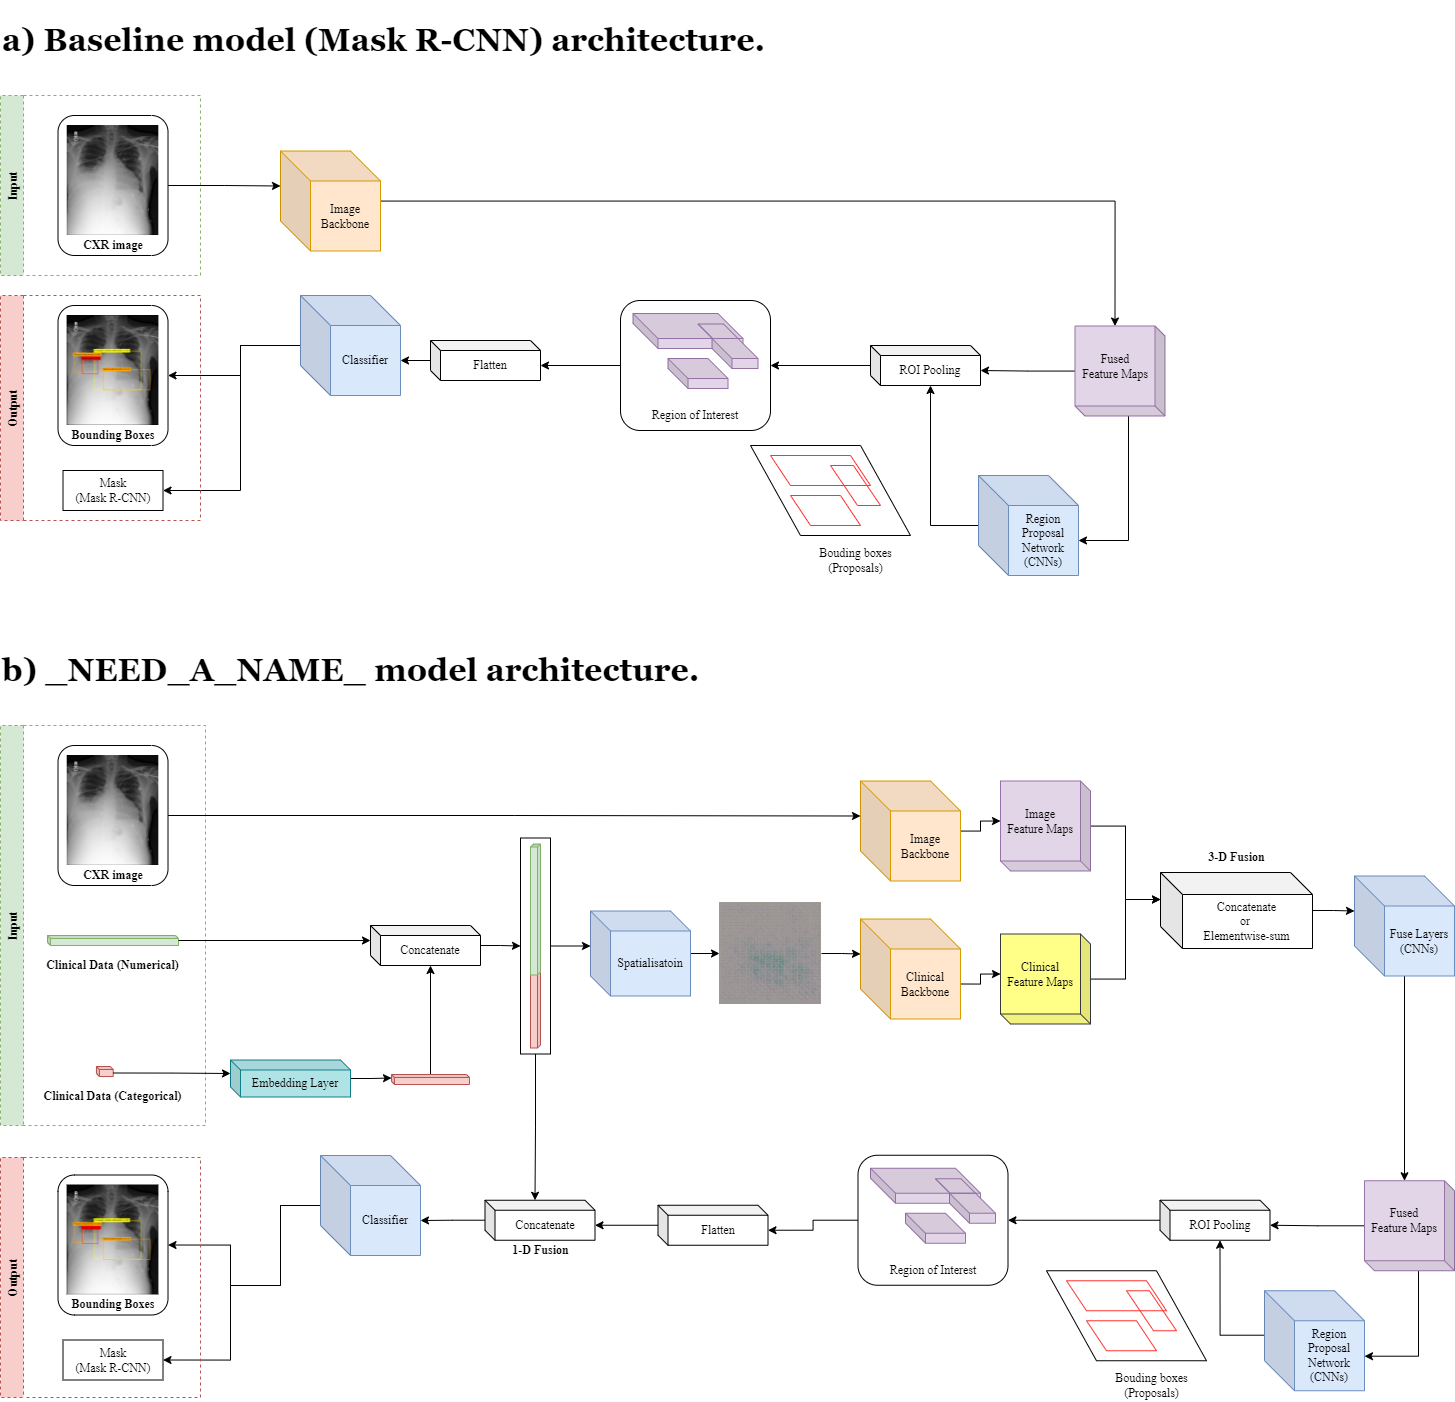 a) Baseline model (Mask R-CNN) architecture.
Input
CXR image
Image
Backbone
Output
Bounding Boxes
Mask
(Mask R-CNN)
Classifier
Flatten
Region of Interest
ROI Pooling
Fused
Feature Maps
Bouding boxes
(Proposals)
Region
Proposal
Network
(CNNs)
b) _NEED_A_NAME_ model architecture.
Input
CXR image
Clinical Data (Numerical)
Clinical Data (Categorical)
Embedding Layer
Concatenate
Spatialisatoin
Image
Backbone
Image
Feature Maps
Clinical
Backbone
Clinical
Feature Maps
3-D Fusion
Concatenate
or
Elementwise-sum
Fuse Layers
(CNNs)
Output
Bounding Boxes
Mask
(Mask R-CNN)
Classifier
Concatenate
1-D Fusion
Flatten
Region of Interest
ROI Pooling
Fused
Feature Maps
Bouding boxes
(Proposals)
Region
Proposal
Network
(CNNs)